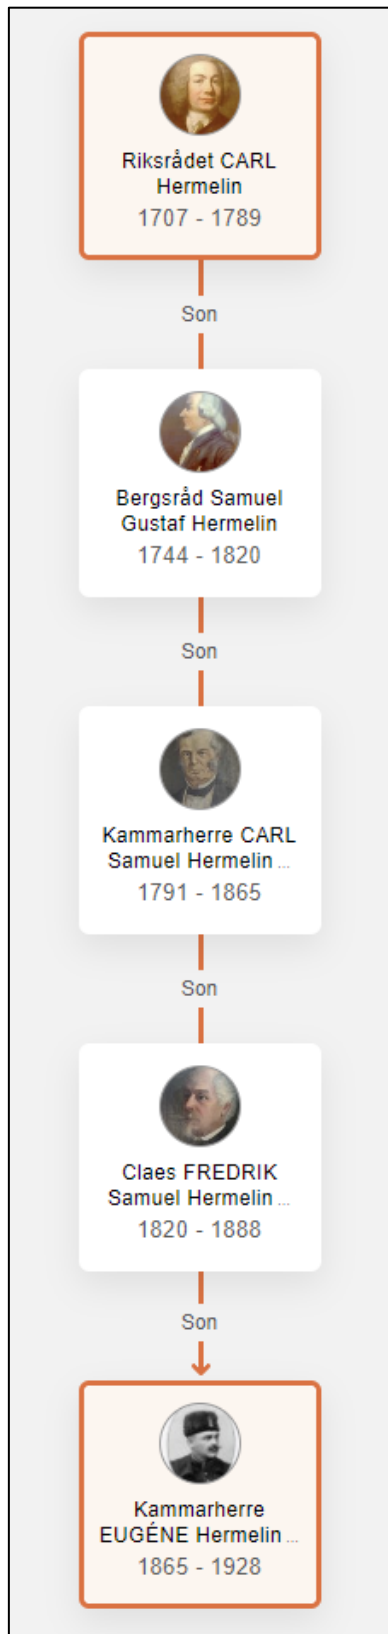 Riksrådet CARL
Hermelin
1707 - 1789
Son
Bergsråd Samuel
Gustaf Hermelin
1744 - 1820
Son
Kammarherre CARL
Samuel Hermelin ...
1791 - 1865
Son
Claes FREDRIK
Samuel Hermelin ...
1820 - 1888
Son
Kammarherre
EUGÉNE Hermelin ...
1865 - 1928